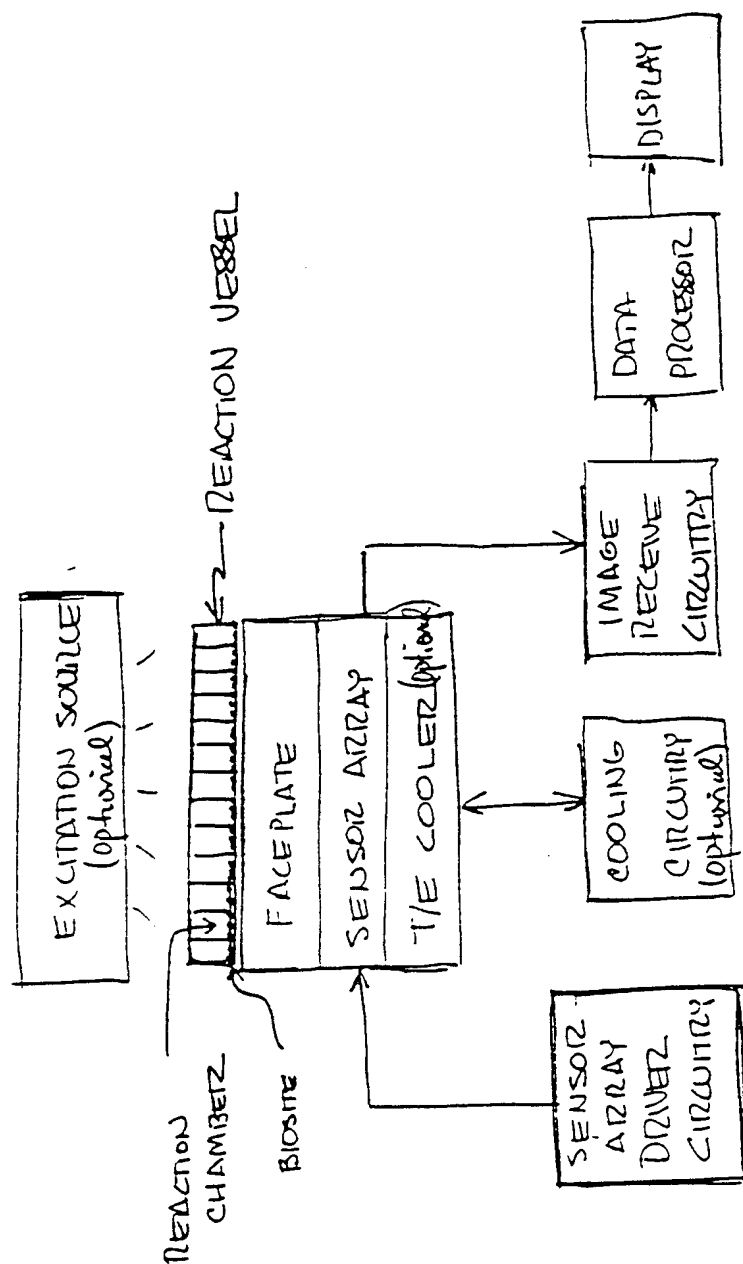 EXCITATION SOURCE
(optional)
REACTION VESSEL
REACTION
CHAMBER
BIOSITE
FACEPLATE
SENSOR ARRAY
T/E COOLER (optional)
SENSOR
ARRAY
DRIVER
CIRCUITRY
COOLING
CIRCUITRY
(optional)
IMAGE
RECEIVE
CIRCUITRY
DATA
PROCESSOR
DISPLAY